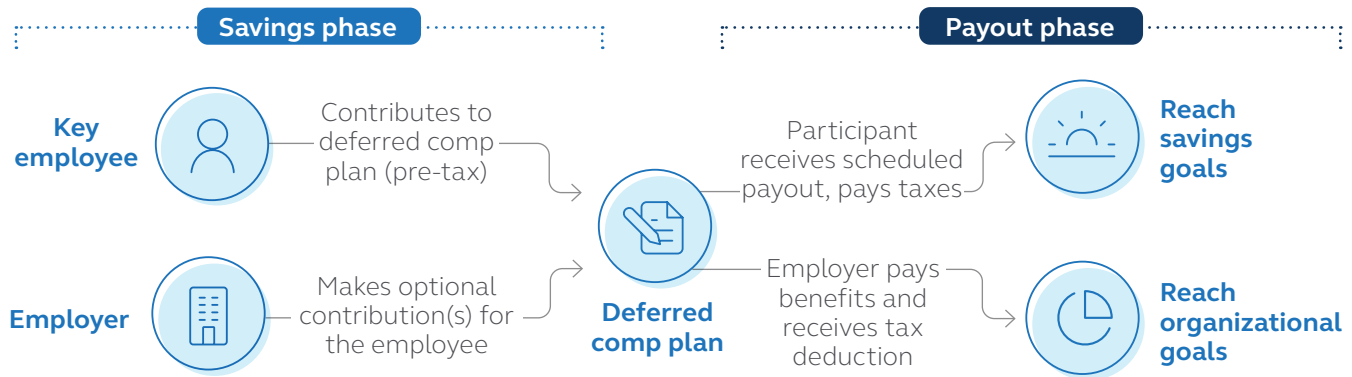 Savings phase
Payout phase
Key
employee
Contributes to
deferred comp
plan (pre-tax)
Participant
receives scheduled
payout, pays taxes
Reach
savings
goals
Employer
Makes optional
contribution(s) for
the employee
Deferred
comp plan
Employer pays
benefits and
receives tax
deduction
Reach
organizational
goals